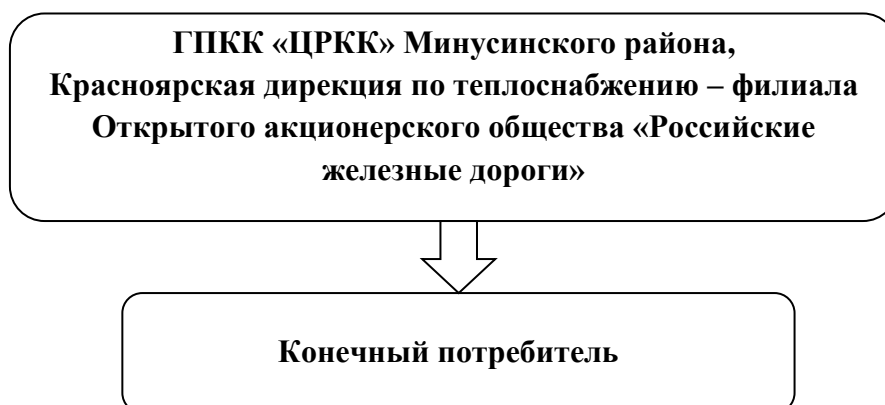 ГПКК «ЦРКК» Минусинского района,
Красноярская дирекция по теплоснабжению – филиала
Открытого акционерского общества «Российские
железные дороги»
Конечный потребитель